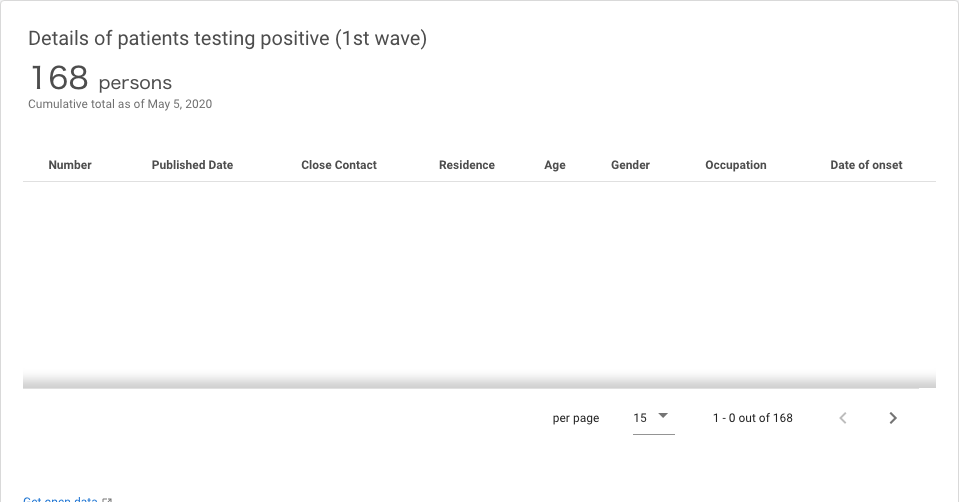 Details of patients testing positive (1st wave)
168 persons
Cumulative total as of May 5, 2020
Number Published Date Close Contact Residence Age Gender Occupation Date of onset
per page 15 1 - 0 out of 168
Get open data